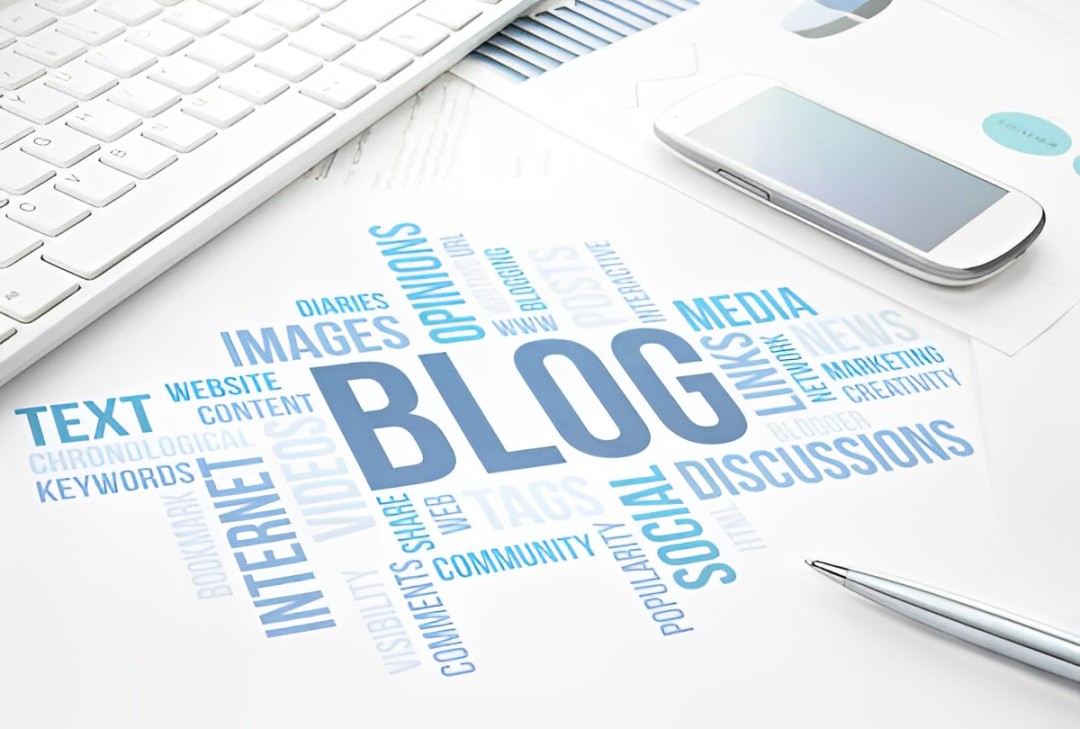 OPINIONS
URL
BLOGGING
POSTS
INTERACTIVE
DIARIES
WWW
MEDIA
IMAGES
NEWS
LINKS
NETWORK
MARKETING
CREATIVITY
WEBSITE
CONTENT
TEXT
BLOG
CHRONOLOGICAL
KEYWORDS
VIDEOS
BLOGGER
DISCUSSIONS
INTERNET
BOOKMARK
SHARE
WEB
TAGS
SOCIAL
HTML
COMMUNITY
POPULARITY
VISIBILITY
COMMENTS